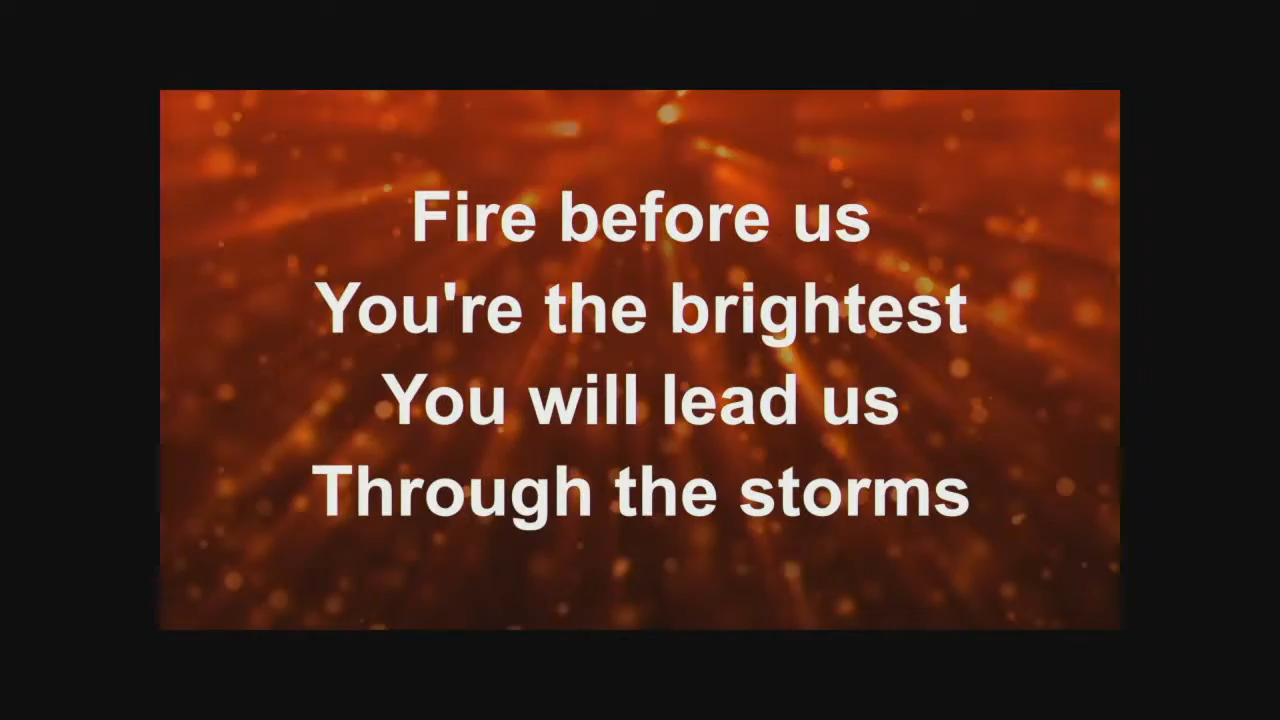 Fire before us
You're the brightest
You will lead us
Through the storms